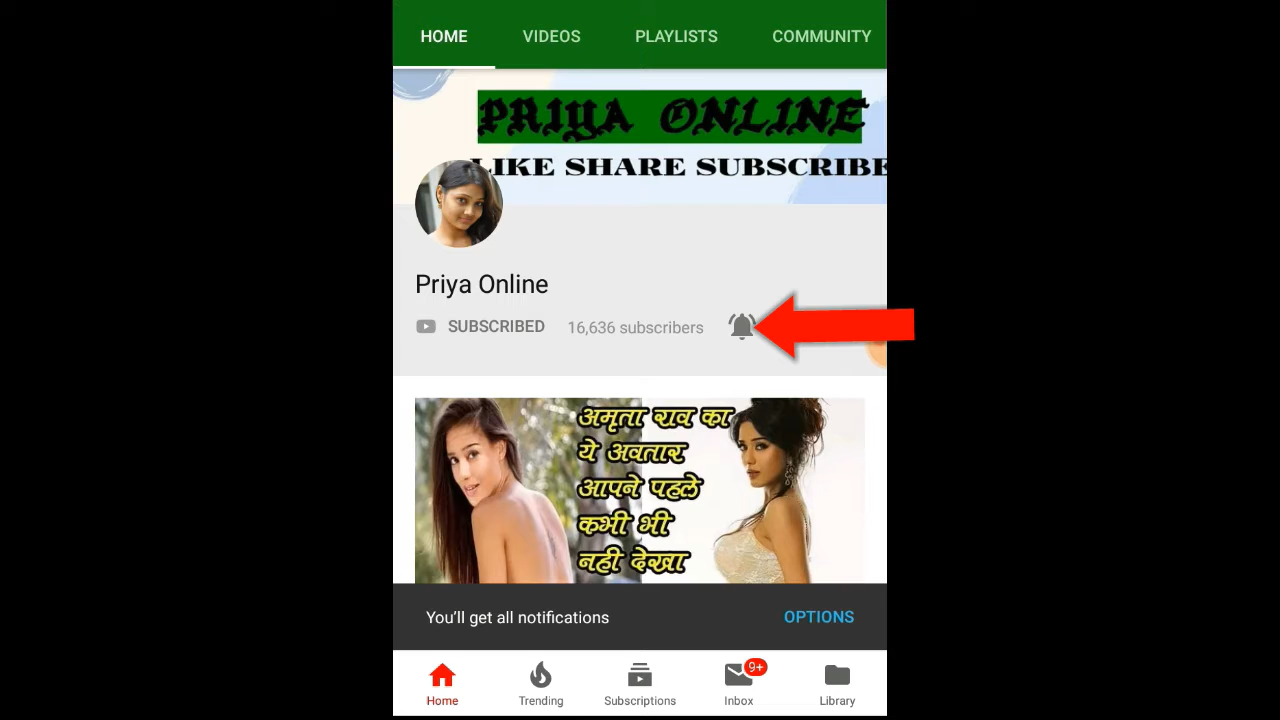 HOME VIDEOS PLAYLISTS COMMUNITY
PRIYA ONLINE
LIKE SHARE SUBSCRIBE
Priya Online
SUBSCRIBED 16,636 subscribers
अमृता राव का
ये अवतार
आपने पहले
कभी भी
नही देखा
You'll get all notifications OPTIONS
9+
Home Trending Subscriptions Inbox Library